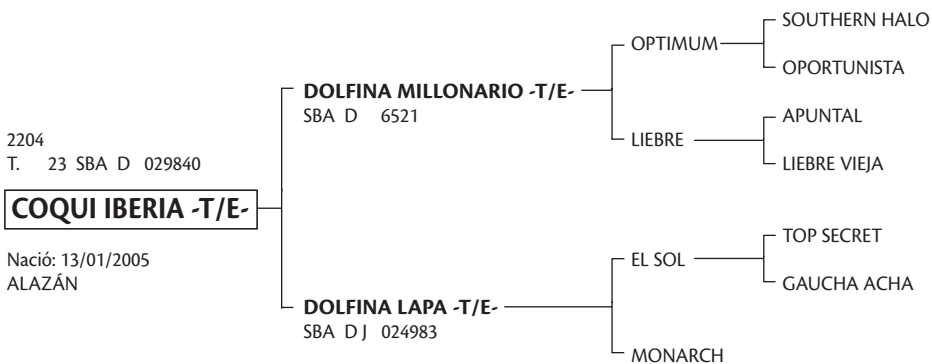 2204
T. 23 SBA D 029840
COQUI IBERIA -T/E-
Nació: 13/01/2005
ALAZÁN
DOLFINA MILLONARIO -T/E-
SBA D 6521
DOLFINA LAPA -T/E-
SBA D J 024983
OPTIMUM
LIEBRE
EL SOL
MONARCH
SOUTHERN HALO
OPORTUNISTA
APUNTAL
LIEBRE VIEJA
TOP SECRET
GAUCHA ACHA